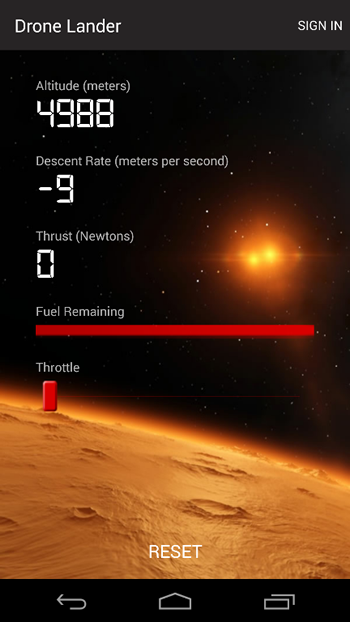 Drone Lander
SIGN IN
Altitude (meters)
4988
Descent Rate (meters per second)
-9
Thrust (Newtons)
0
Fuel Remaining
Throttle
RESET